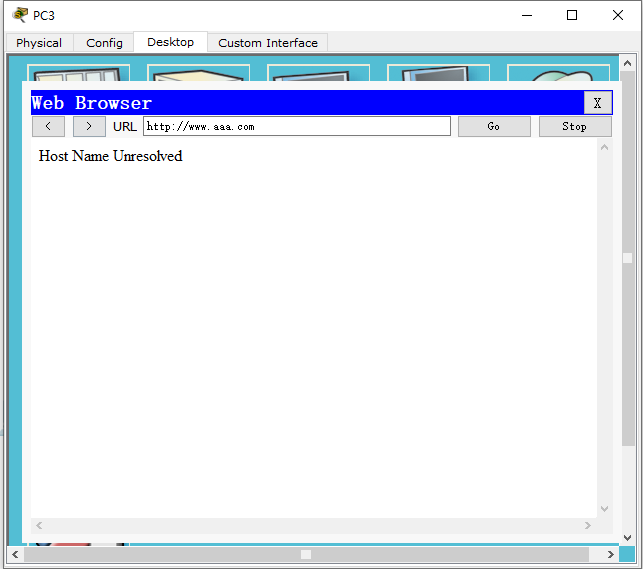 PC3
Physical Config Desktop Custom Interface
Web Browser X
< > URL http://www.aaa.com Go Stop
Host Name Unresolved